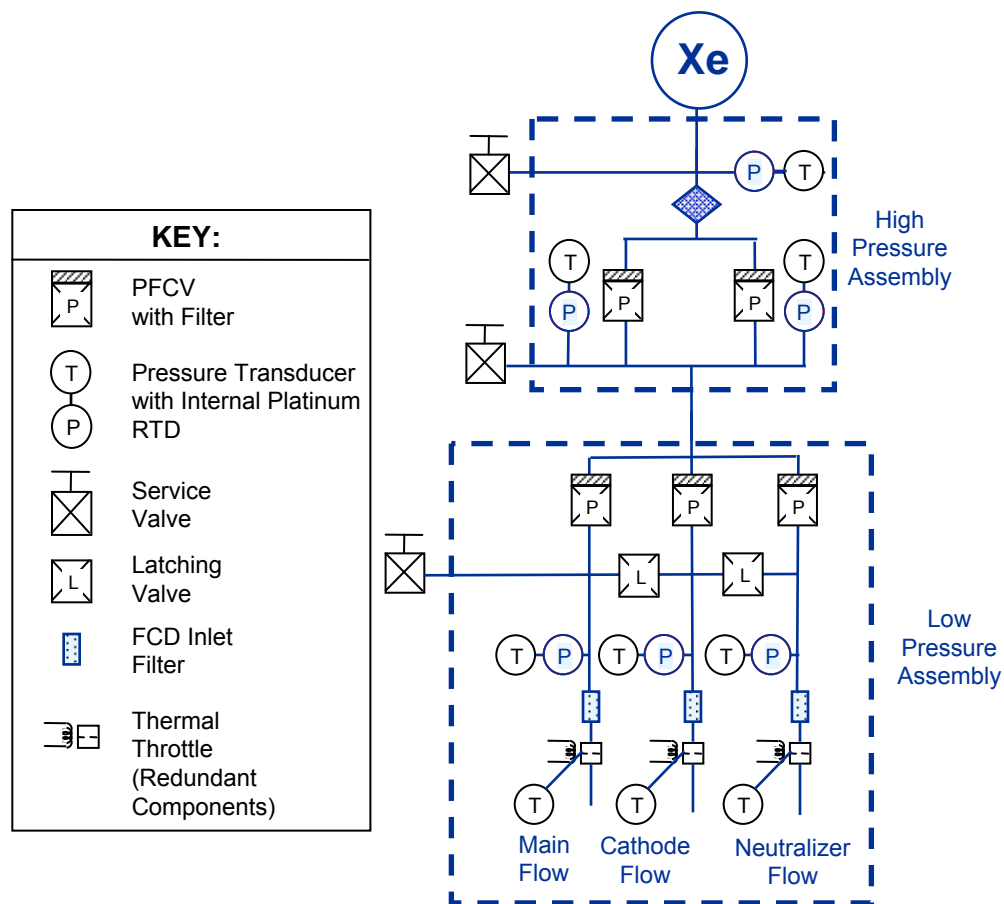 Xe
P
T
High
Pressure
Assembly
T
T
P
P
P
P
KEY:
P
PFCV
with Filter
T
P
Pressure Transducer
with Internal Platinum
RTD
Service
Valve
L
Latching
Valve
FCD Inlet
Filter
Thermal
Throttle
(Redundant
Components)
P
P
P
L
L
T
P
T
P
T
P
Low
Pressure
Assembly
T
T
T
Main
Flow
Cathode
Flow
Neutralizer
Flow